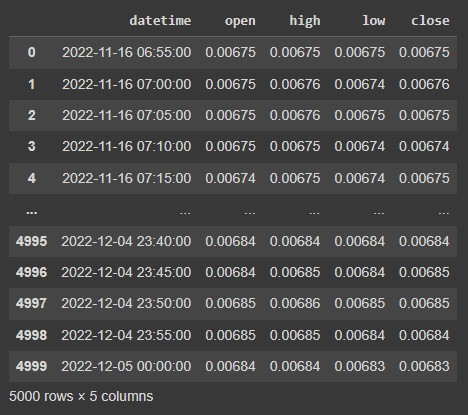 datetime open high low close
0 2022-11-16 06:55:00 0.00675 0.00675 0.00675 0.00675
1 2022-11-16 07:00:00 0.00675 0.00676 0.00674 0.00676
2 2022-11-16 07:05:00 0.00675 0.00676 0.00675 0.00675
3 2022-11-16 07:10:00 0.00675 0.00675 0.00674 0.00674
4 2022-11-16 07:15:00 0.00674 0.00675 0.00674 0.00675
... ... ... ... ... ...
4995 2022-12-04 23:40:00 0.00684 0.00684 0.00684 0.00684
4996 2022-12-04 23:45:00 0.00684 0.00685 0.00684 0.00685
4997 2022-12-04 23:50:00 0.00685 0.00686 0.00685 0.00685
4998 2022-12-04 23:55:00 0.00685 0.00685 0.00684 0.00684
4999 2022-12-05 00:00:00 0.00684 0.00684 0.00683 0.00683
5000 rows × 5 columns